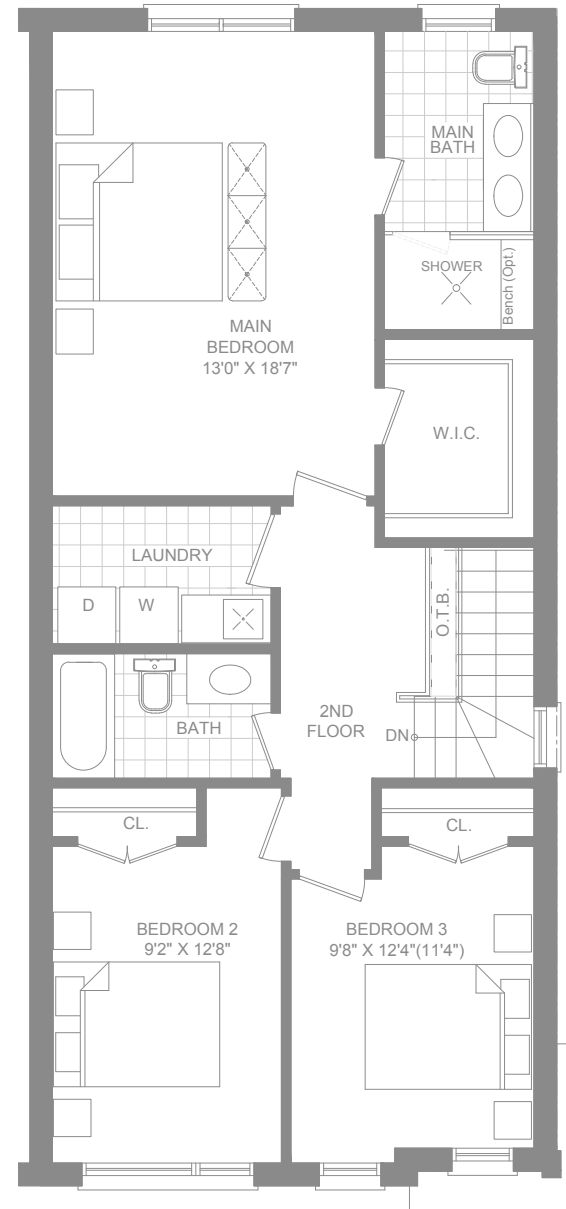 MAIN
BATH
SHOWER
Bench (Opt.)
MAIN
BEDROOM
13'0" X 18'7"
W.I.C.
LAUNDRY
D
W
O.T.B.
2ND
FLOOR
DN
BATH
CL.
CL.
BEDROOM 2
9'2" X 12'8"
BEDROOM 3
9'8" X 12'4"(11'4")